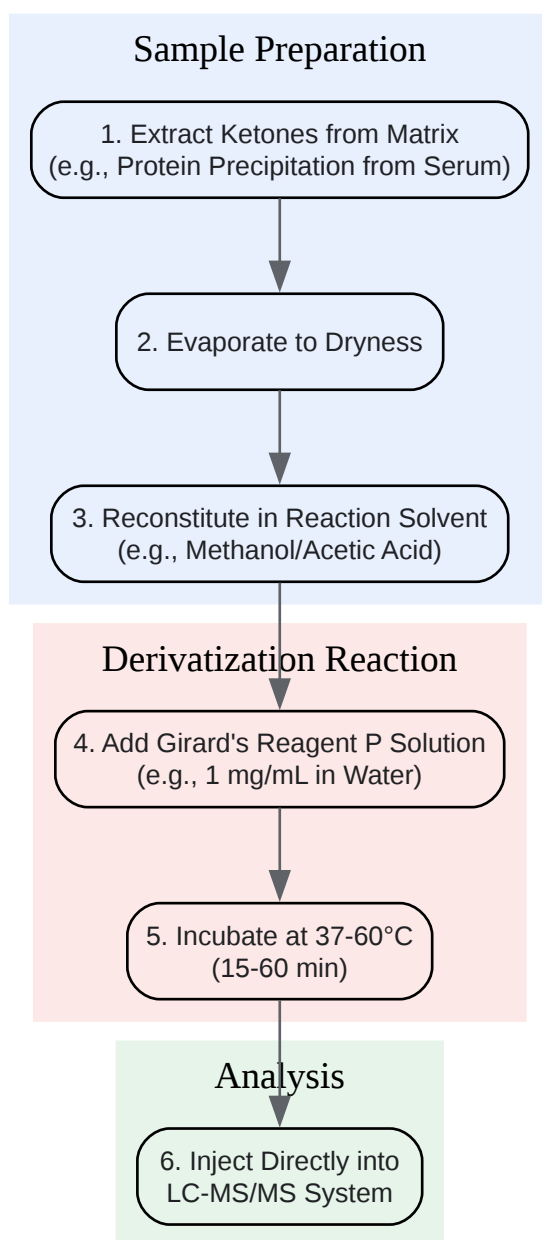 Sample Preparation
1. Extract Ketones from Matrix
(e.g., Protein Precipitation from Serum)
2. Evaporate to Dryness
3. Reconstitute in Reaction Solvent
(e.g., Methanol/Acetic Acid)
Derivatization Reaction
4. Add Girard's Reagent P Solution
(e.g., 1 mg/mL in Water)
5. Incubate at 37-60°C
(15-60 min)
Analysis
6. Inject Directly into
LC-MS/MS System